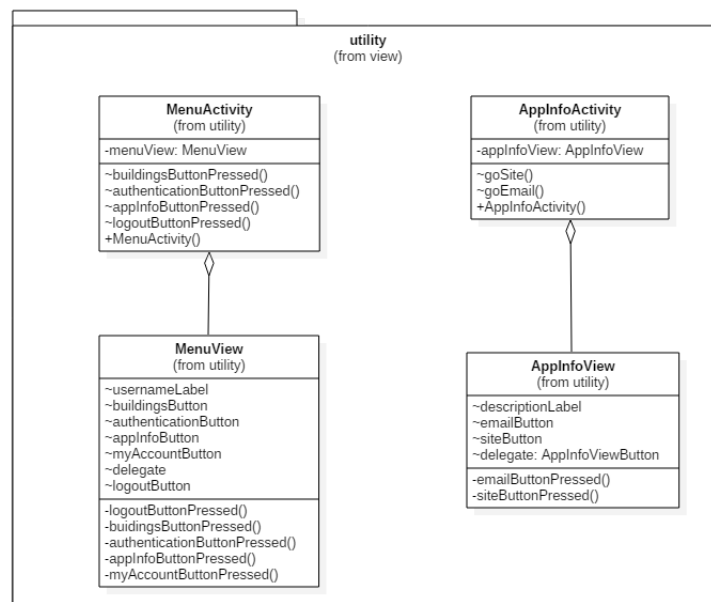 utility
(from view)
MenuActivity
(from utility)
-menuView: MenuView
~buildingsButtonPressed()
~authenticationButtonPressed()
~appInfoButtonPressed()
~logoutButtonPressed()
+MenuActivity()
AppInfoActivity
(from utility)
-appInfoView: AppInfoView
~goSite()
~goEmail()
+AppInfoActivity()
MenuView
(from utility)
~usernameLabel
~buildingsButton
~authenticationButton
~appInfoButton
~myAccountButton
~delegate
~logoutButton
-logoutButtonPressed()
-buidingsButtonPressed()
-authenticationButtonPressed()
-appInfoButtonPressed()
-myAccountButtonPressed()
AppInfoView
(from utility)
~descriptionLabel
~emailButton
~siteButton
~delegate: AppInfoViewButton
-emailButtonPressed()
-siteButtonPressed()